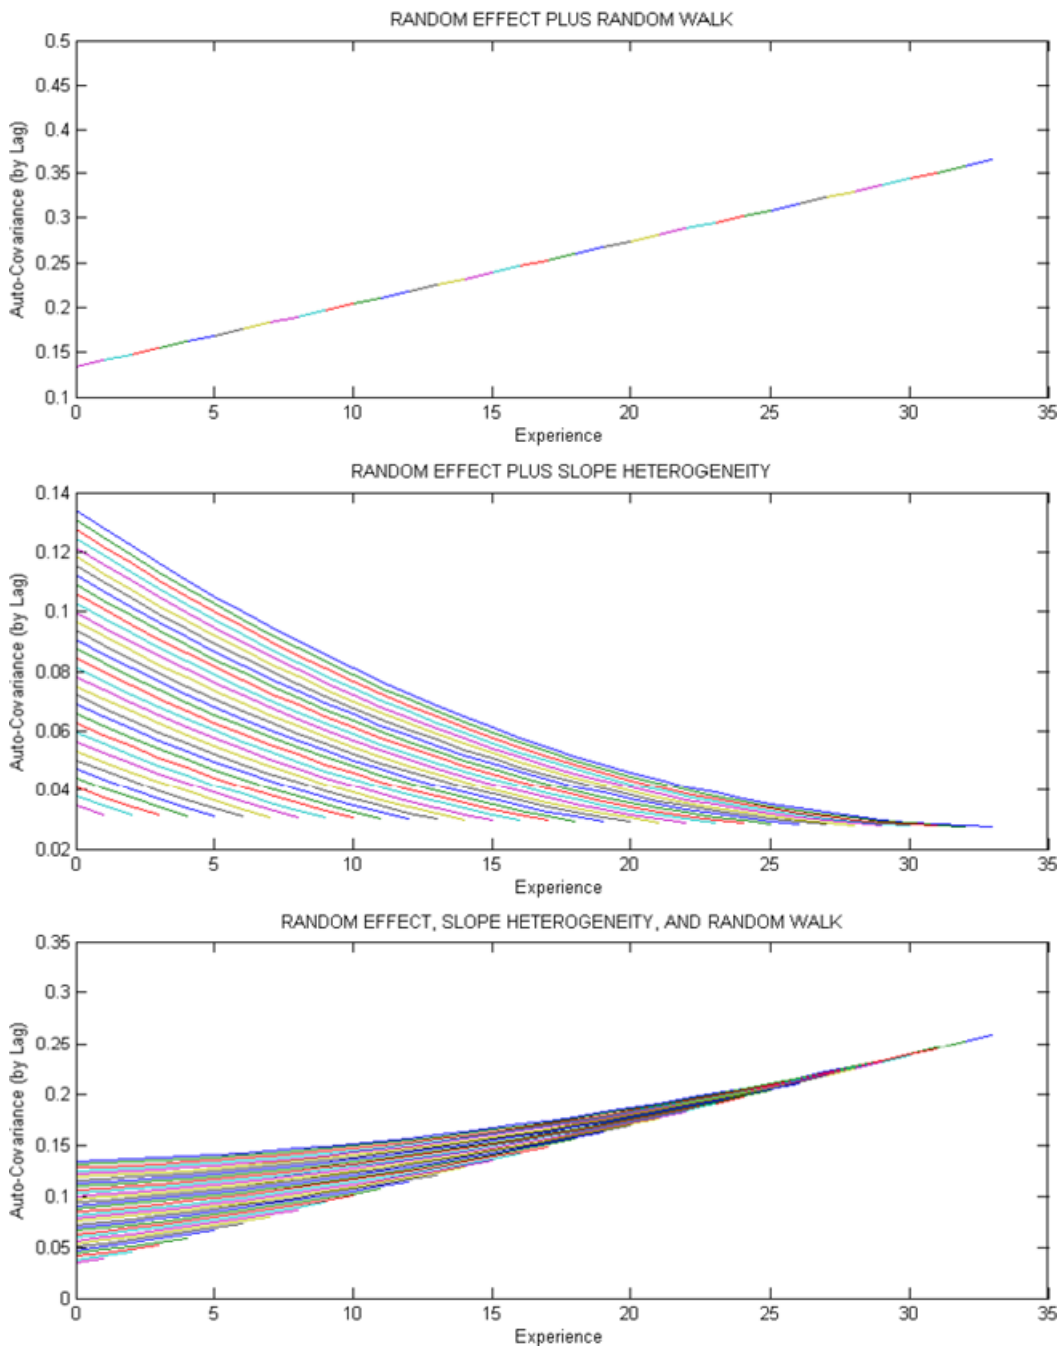 RANDOM EFFECT PLUS RANDOM WALK
0.5
0.45
0.4
0.35
0.3
0.25
0.2
0.15
0.1
Auto-Covariance (by Lag)
0 5 10 15 20 25 30 35
Experience
RANDOM EFFECT PLUS SLOPE HETEROGENEITY
0.14
0.12
0.1
0.08
0.06
0.04
0.02
Auto-Covariance (by Lag)
0 5 10 15 20 25 30 35
Experience
RANDOM EFFECT, SLOPE HETEROGENEITY, AND RANDOM WALK
0.35
0.3
0.25
0.2
0.15
0.1
0.05
0
Auto-Covariance (by Lag)
0 5 10 15 20 25 30 35
Experience